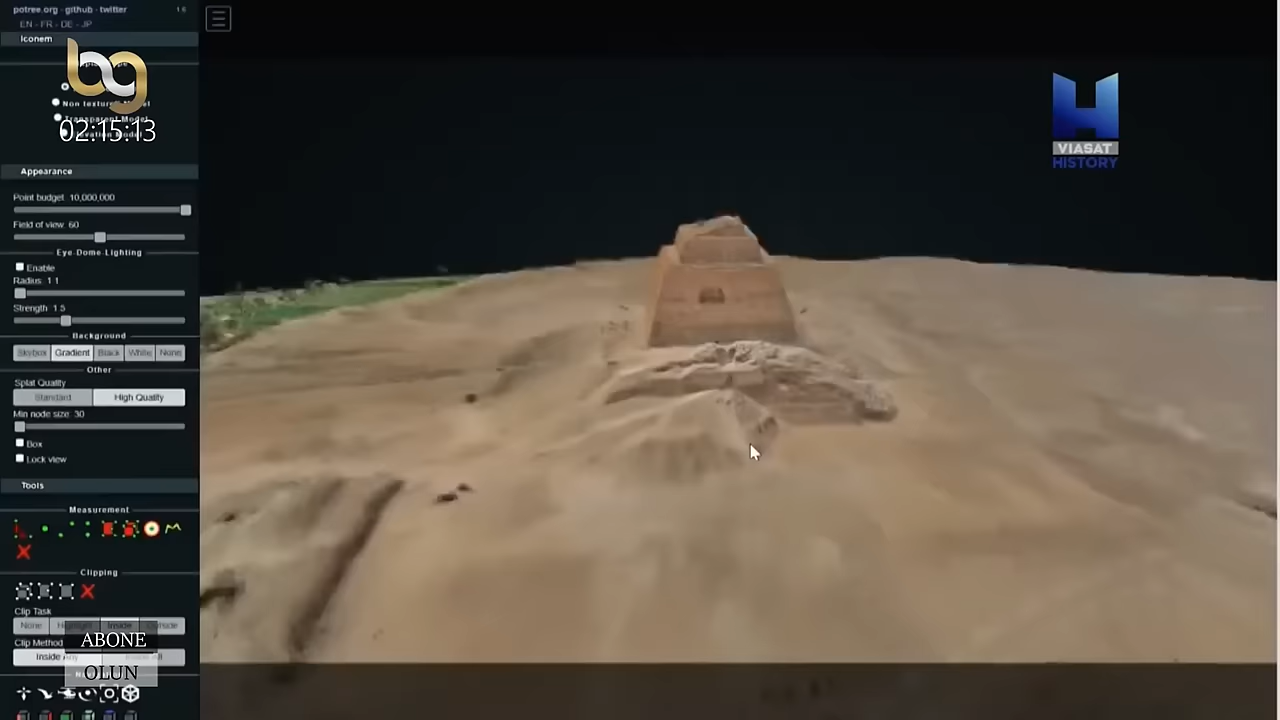 potree.org - github - twitter
EN - FR - DE - JP
Iconem
bg
02:15:13
VIASAT
HISTORY
Appearance
Point budget: 10,000,000
Field of view: 60
Eye-Dome-Lighting
Enable
Radius: 1.1
Strength: 1.5
Background
Skybox Gradient Black White None
Other
Splat Quality
Standard High Quality
Min node size: 30
Box
Lock view
Tools
Measurement
Clipping
Clip Task
None Inside Outside
Clip Method
ABONE
OLUN